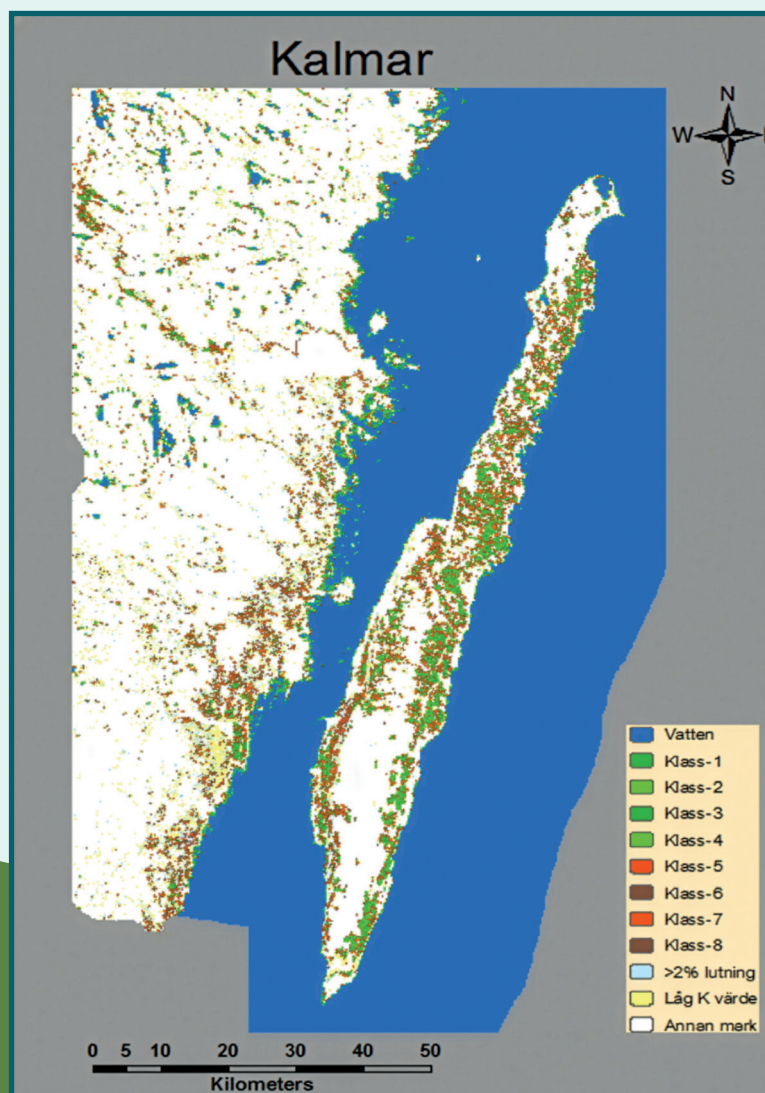 Kalmar
N
W
S
Vatten
Klass-1
Klass-2
Klass-3
Klass-4
Klass-5
Klass-6
Klass-7
Klass-8
>2% lutning
Låg K värde
Annan mark
0 5 10 20 30 40 50
Kilometers